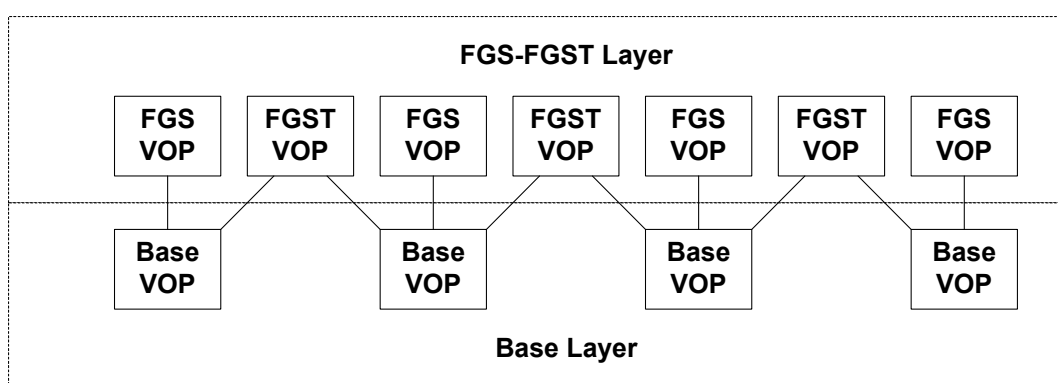 FGS-FGST Layer
FGS FGST FGS FGST FGS FGST FGS
VOP VOP VOP VOP VOP VOP VOP
Base Base Base Base
VOP VOP VOP VOP
Base Layer